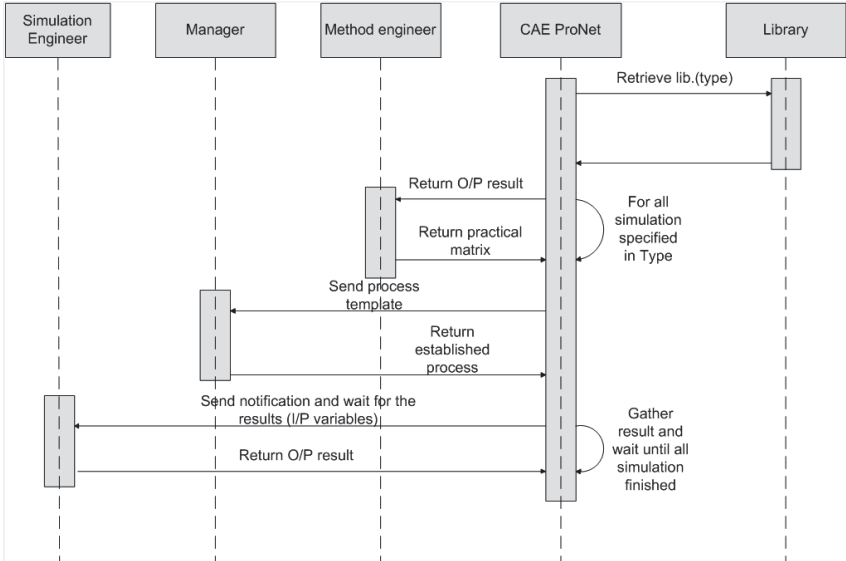 Simulation
Engineer
Manager
Method engineer
CAE ProNet
Library
Retrieve lib.(type)
Return O/P result
For all
simulation
specified
in Type
Return practical
matrix
Send process
template
Return
established
process
Send notification and wait for the
results (I/P variables)
Gather
result and
wait until all
simulation
finished
Return O/P result